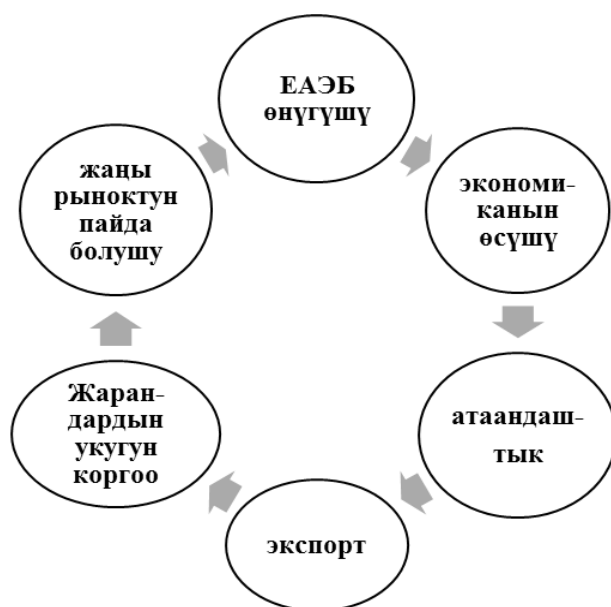 ЕАЭБ
өнүгүшү
экономи-
канын
өсүшү
атаандаш-
тык
экспорт
Жаран-
дардын
укугун
коргоо
жаңы
рыноктун
пайда
болушу